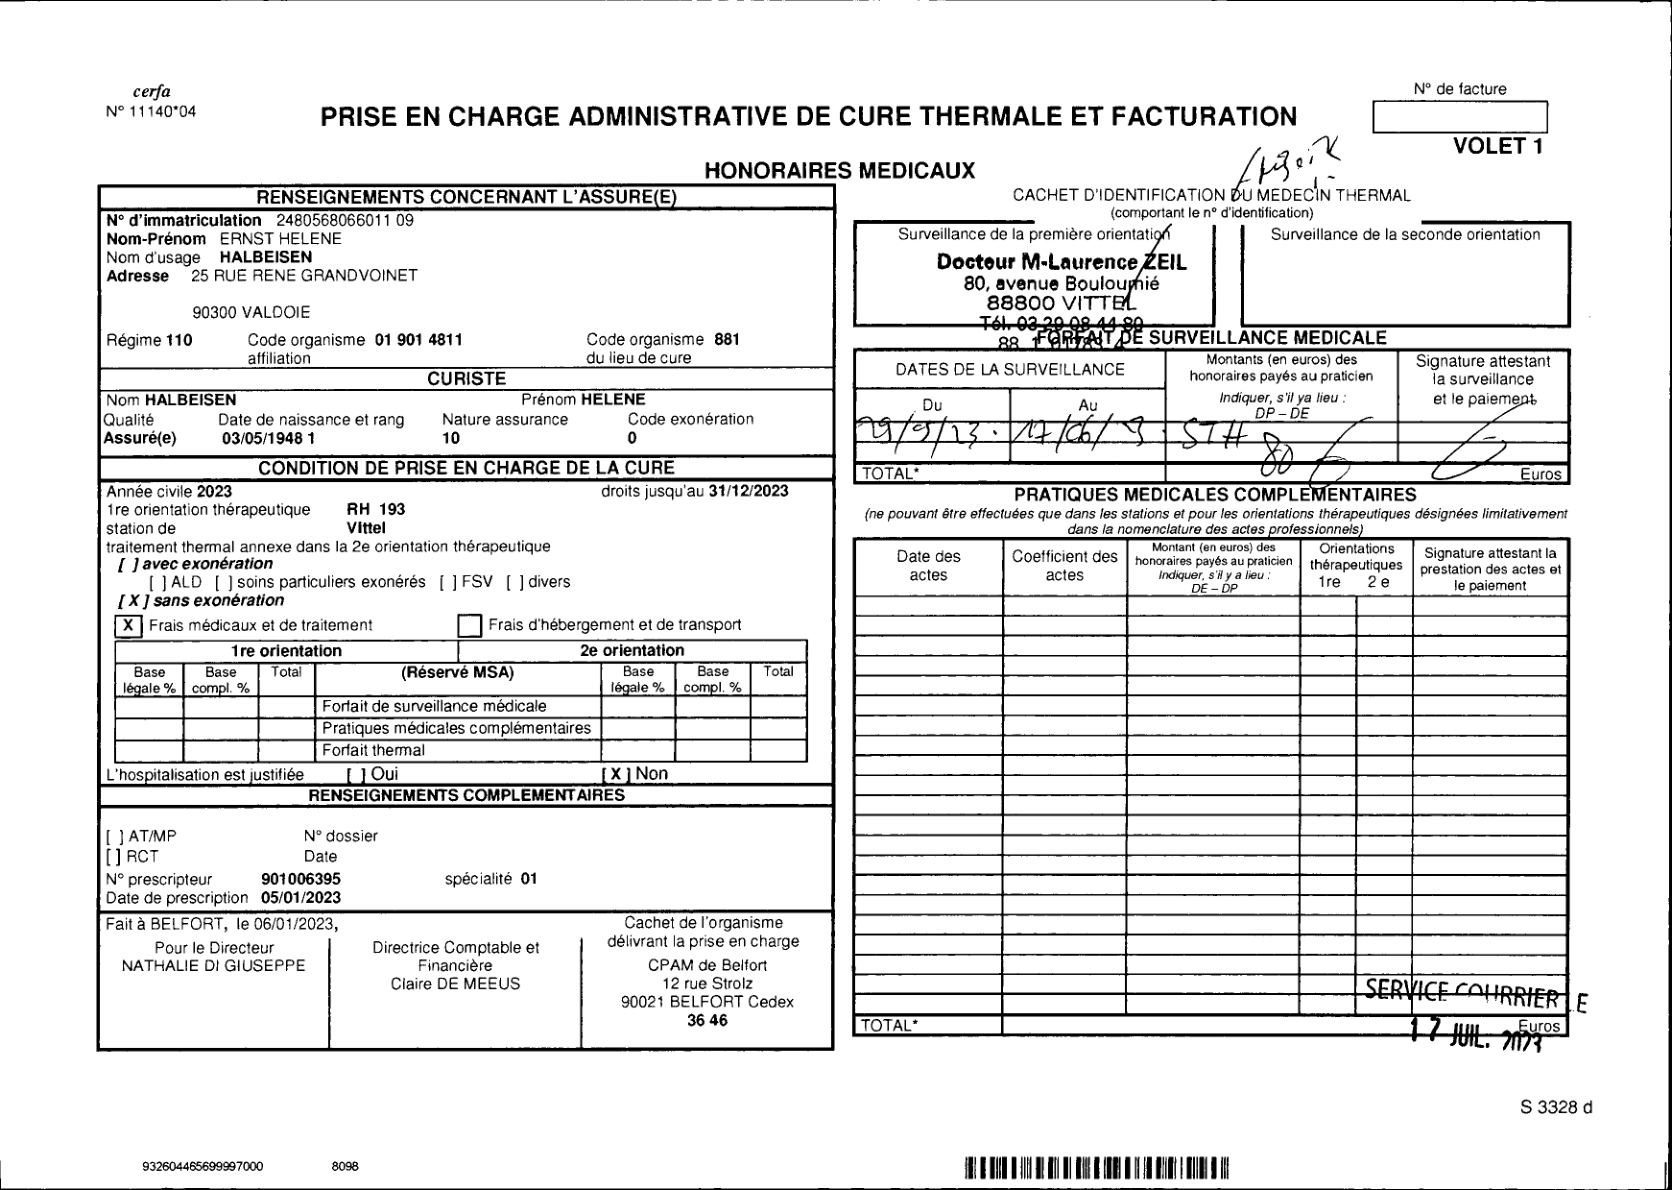 cerfa
N° 11140*04
PRISE EN CHARGE ADMINISTRATIVE DE CURE THERMALE ET FACTURATION
N° de facture
VOLET 1
HONORAIRES MEDICAUX
RENSEIGNEMENTS CONCERNANT L'ASSURE(E)
N° d'immatriculation 2480568066011 09
Nom-Prénom ERNST HELENE
Nom d'usage HALBEISEN
Adresse 25 RUE RENE GRANDVOINET
90300 VALDOIE
Régime 110 Code organisme 01 901 4811 Code organisme 881
affiliation du lieu de cure
CURISTE
Nom HALBEISEN Prénom HELENE
Qualité Date de naissance et rang Nature assurance Code exonération
Assuré(e) 03/05/1948 1 10 0
CONDITION DE PRISE EN CHARGE DE LA CURE
Année civile 2023 droits jusqu'au 31/12/2023
1re orientation thérapeutique RH 193
station de Vittel
traitement thermal annexe dans la 2e orientation thérapeutique
[ ] avec exonération
[ ] ALD [ ] soins particuliers exonérés [ ] FSV [ ] divers
[ X ] sans exonération
X Frais médicaux et de traitement Frais d'hébergement et de transport
1re orientation 2e orientation
Base légale % Base compl. % Total (Réservé MSA) Base légale % Base compl. % Total
Forfait de surveillance médicale
Pratiques médicales complémentaires
Forfait thermal
L'hospitalisation est justifiée [ ] Oui [ X ] Non
RENSEIGNEMENTS COMPLEMENTAIRES
[ ] AT/MP N° dossier
[ ] RCT Date
N° prescripteur 901006395 spécialité 01
Date de prescription 05/01/2023
Fait à BELFORT, le 06/01/2023,
Pour le Directeur
NATHALIE DI GIUSEPPE
Directrice Comptable et
Financière
Claire DE MEEUS
Cachet de l'organisme
délivrant la prise en charge
CPAM de Belfort
12 rue Strolz
90021 BELFORT Cedex
36 46
CACHET D'IDENTIFICATION DU MEDECIN THERMAL
(comportant le n° d'identification)
Surveillance de la première orientation
Docteur M-Laurence ZEIL
80, avenue Bouloumié
88800 VITTEL
Tél. 03 29 08 44 80
88 1
Surveillance de la seconde orientation
FORFAIT DE SURVEILLANCE MEDICALE
DATES DE LA SURVEILLANCE
Du Au
Montants (en euros) des
honoraires payés au praticien
Indiquer, s'il ya lieu :
DP – DE
Signature attestant
la surveillance
et le paiement
STH 80
TOTAL* Euros
PRATIQUES MEDICALES COMPLEMENTAIRES
(ne pouvant être effectuées que dans les stations et pour les orientations thérapeutiques désignées limitativement
dans la nomenclature des actes professionnels)
Date des
actes
Coefficient des
actes
Montant (en euros) des
honoraires payés au praticien
Indiquer, s'il y a lieu :
DE – DP
Orientations
thérapeutiques
1re 2 e
Signature attestant la
prestation des actes et
le paiement
SERVICE COURRIER E
TOTAL* Euros
17 JUIL. 2023
S 3328 d
932604465699997000 8098